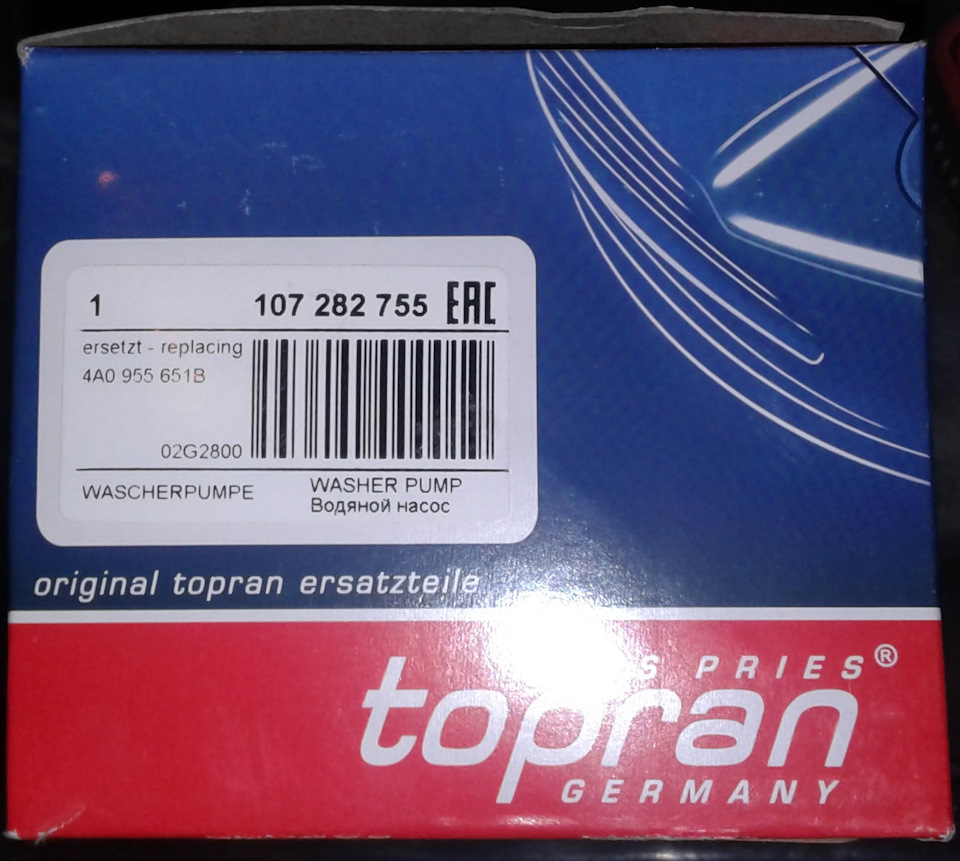 1 107 282 755 EAC
ersetzt - replacing
4A0 955 651B
02G2800
WASCHERPUMPE
WASHER PUMP
Водяной насос
original topran ersatzteile
PRIES®
topran
GERMANY